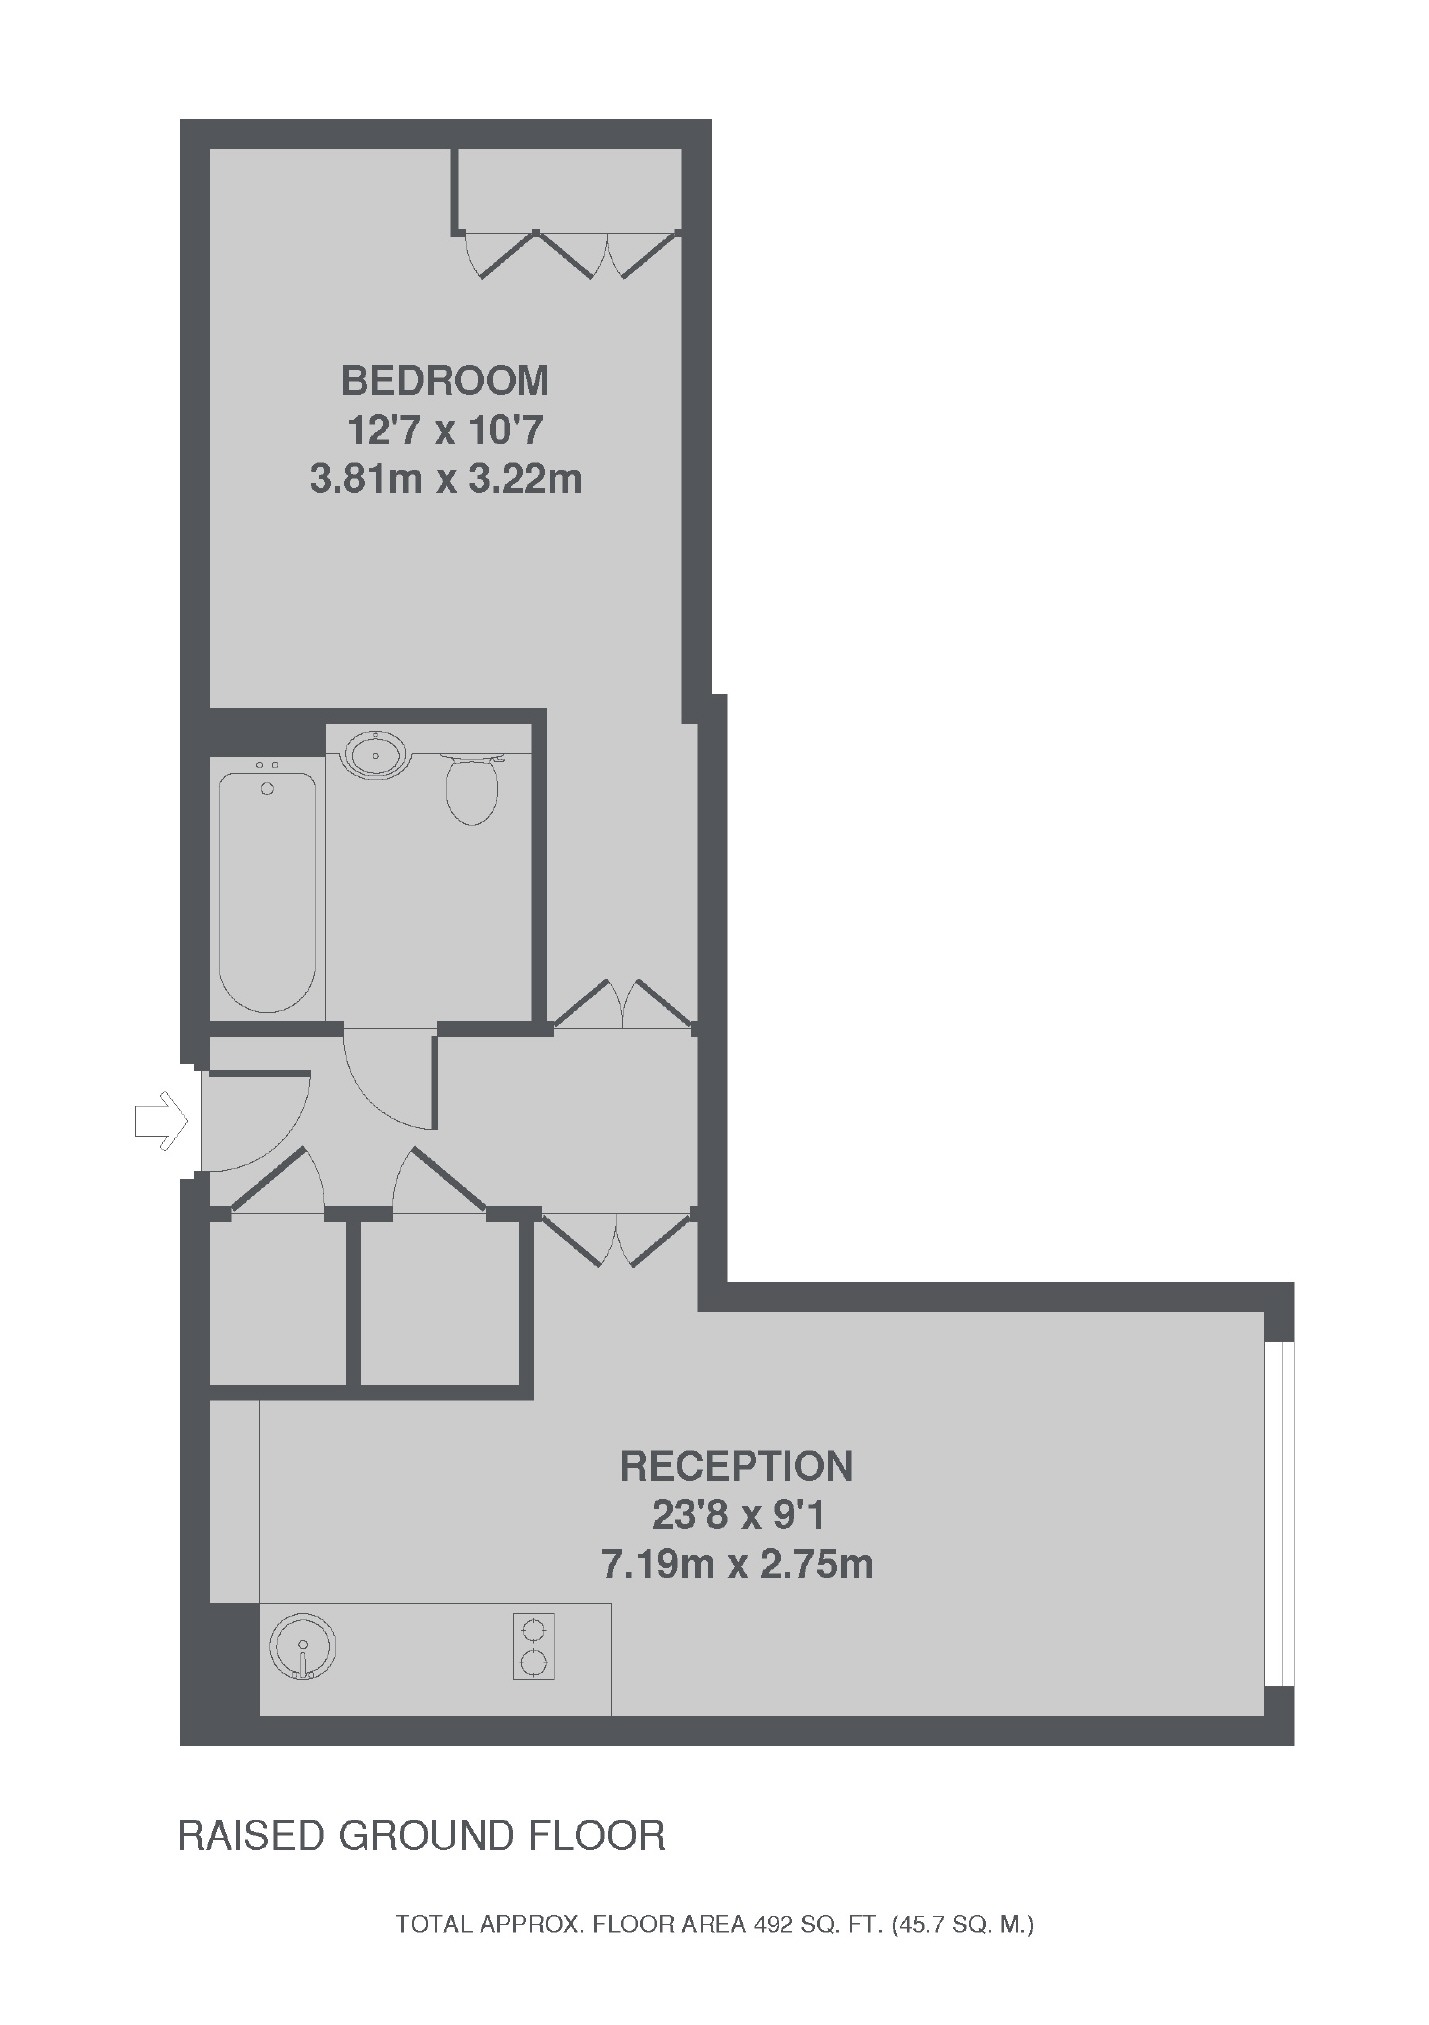 BEDROOM
12'7 x 10'7
3.81m x 3.22m
RECEPTION
23'8 x 9'1
7.19m x 2.75m
RAISED GROUND FLOOR
TOTAL APPROX. FLOOR AREA 492 SQ. FT. (45.7 SQ. M.)